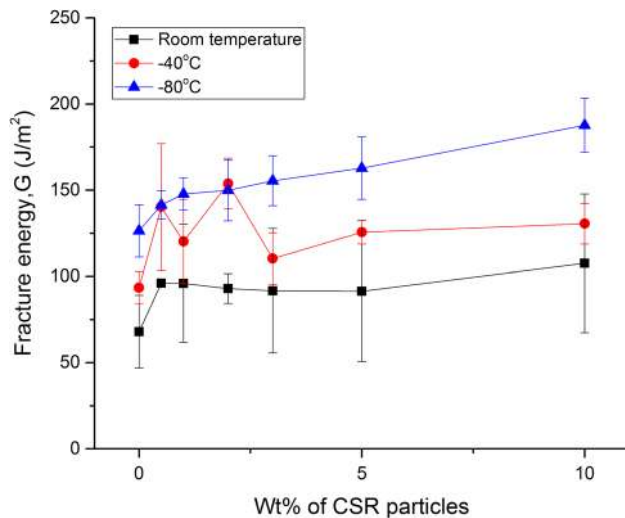 250
200
150
100
50
0
Fracture energy,G (J/m²)
Room temperature
-40°C
-80°C
0 5 10
Wt% of CSR particles